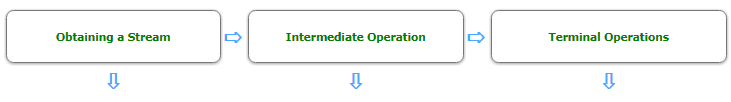 Obtaining a Stream
Intermediate Operation
Terminal Operations